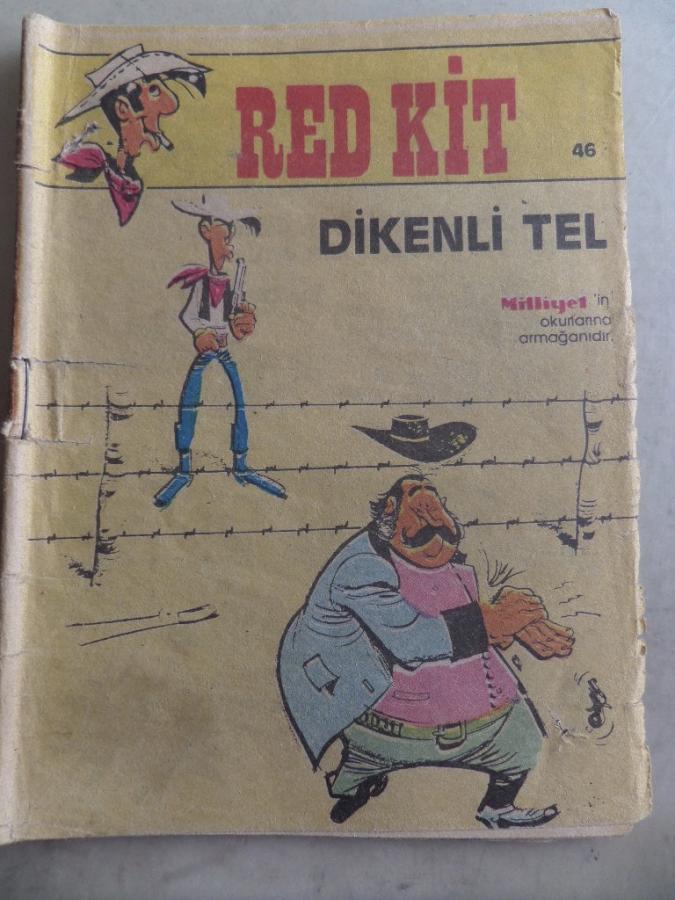 RED KİT
46
DİKENLİ TEL
Milliyet'in
okurlarına
armağanıdır.